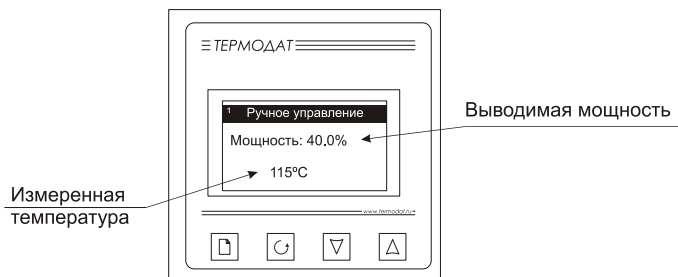 ТЕРМОДАТ
1 Ручное управление
Мощность: 40.0%
115ºC
Выводимая мощность
Измеренная
температура
www.termodat.ru